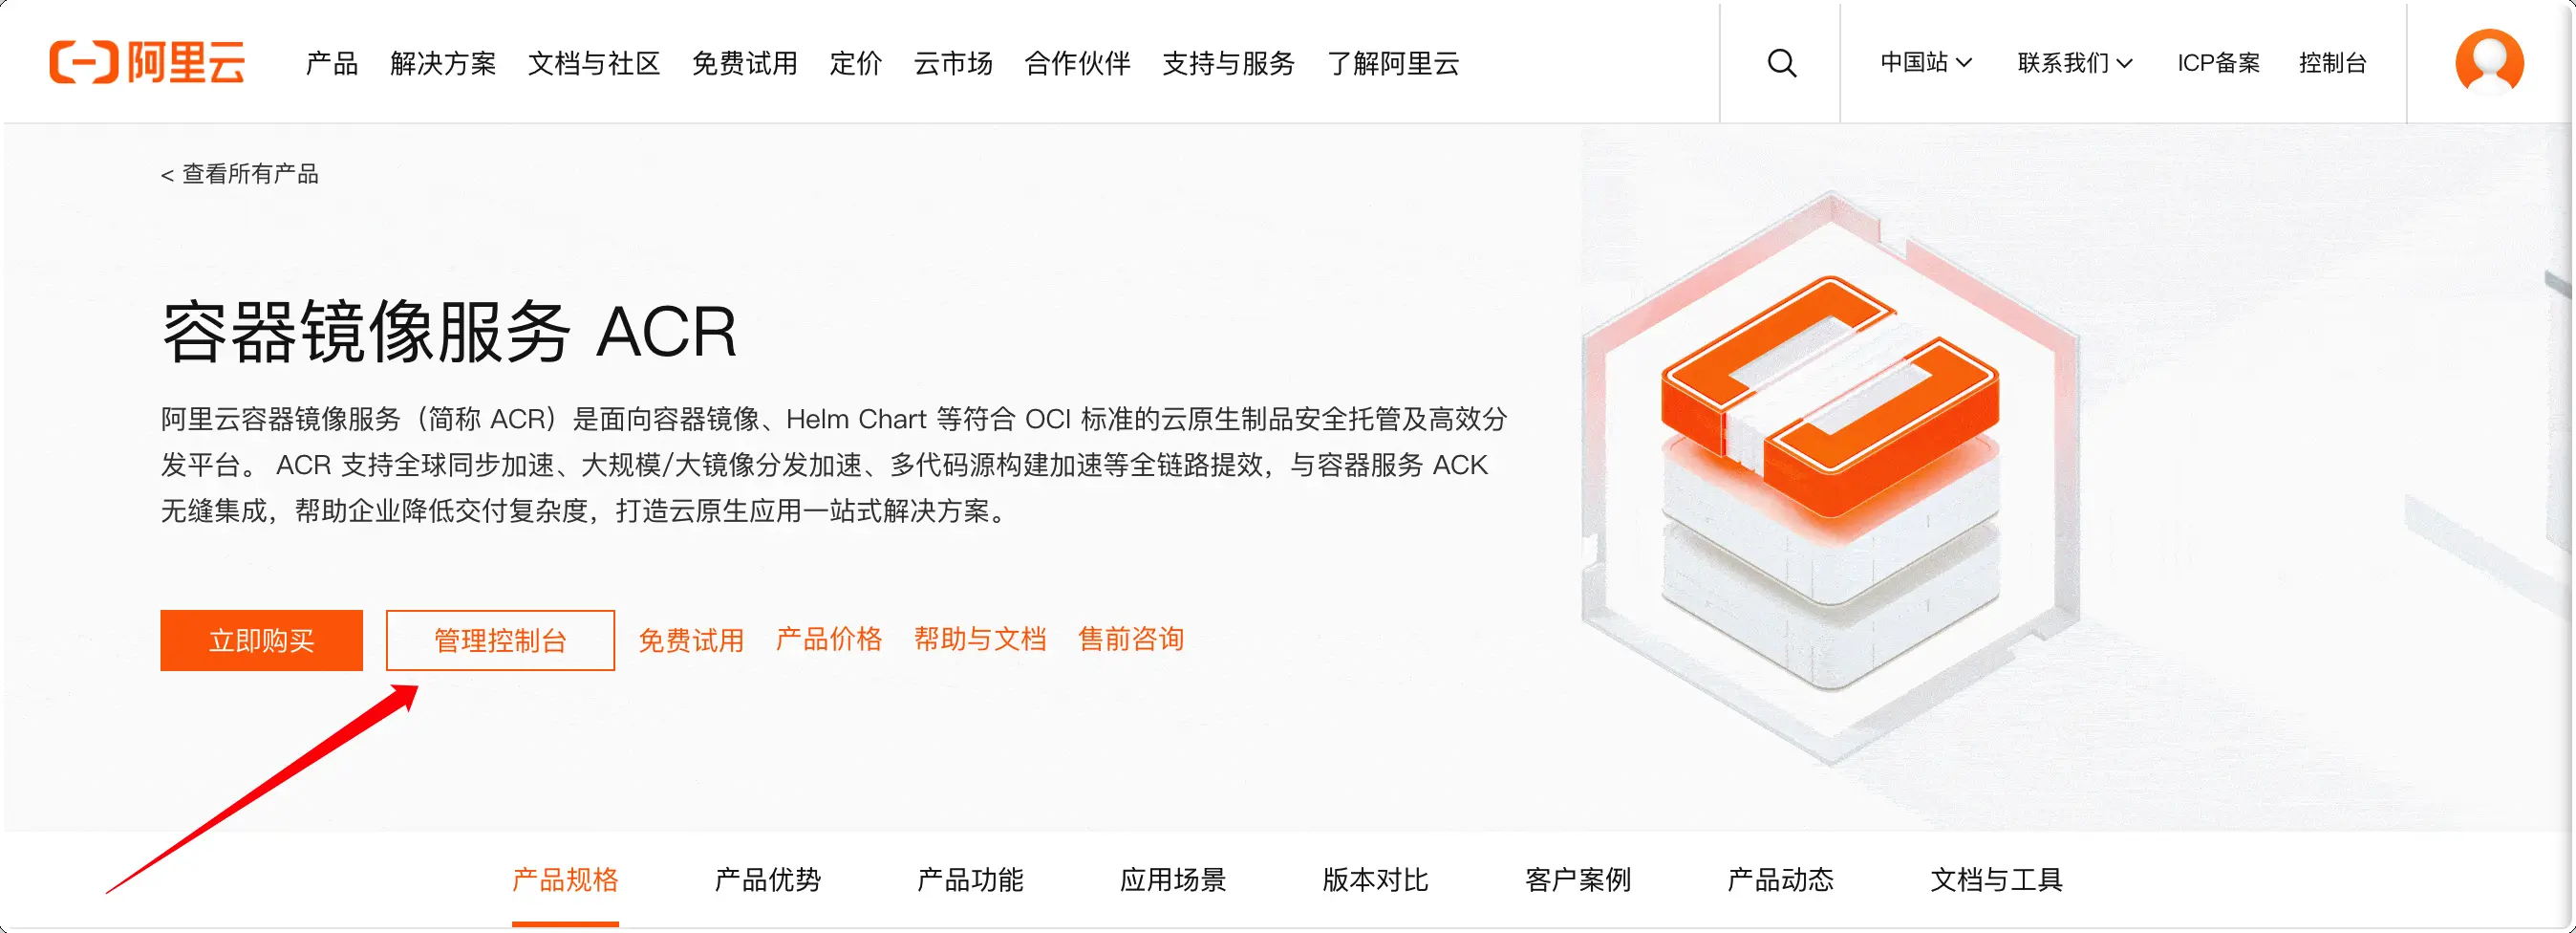 阿里云 产品 解决方案 文档与社区 免费试用 定价 云市场 合作伙伴 支持与服务 了解阿里云 中国站 联系我们 ICP备案 控制台
< 查看所有产品
容器镜像服务 ACR
阿里云容器镜像服务（简称 ACR）是面向容器镜像、Helm Chart 等符合 OCI 标准的云原生制品安全托管及高效分
发平台。 ACR 支持全球同步加速、大规模/大镜像分发加速、多代码源构建加速等全链路提效，与容器服务 ACK
无缝集成，帮助企业降低交付复杂度，打造云原生应用一站式解决方案。
立即购买 管理控制台 免费试用 产品价格 帮助与文档 售前咨询
产品规格 产品优势 产品功能 应用场景 版本对比 客户案例 产品动态 文档与工具